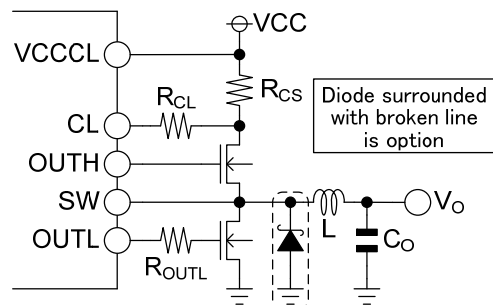 VCC
VCCCL
RCS
RCL
CL
Diode surrounded
with broken line
is option
OUTH
SW
VO
L
CO
OUTL
ROUTL